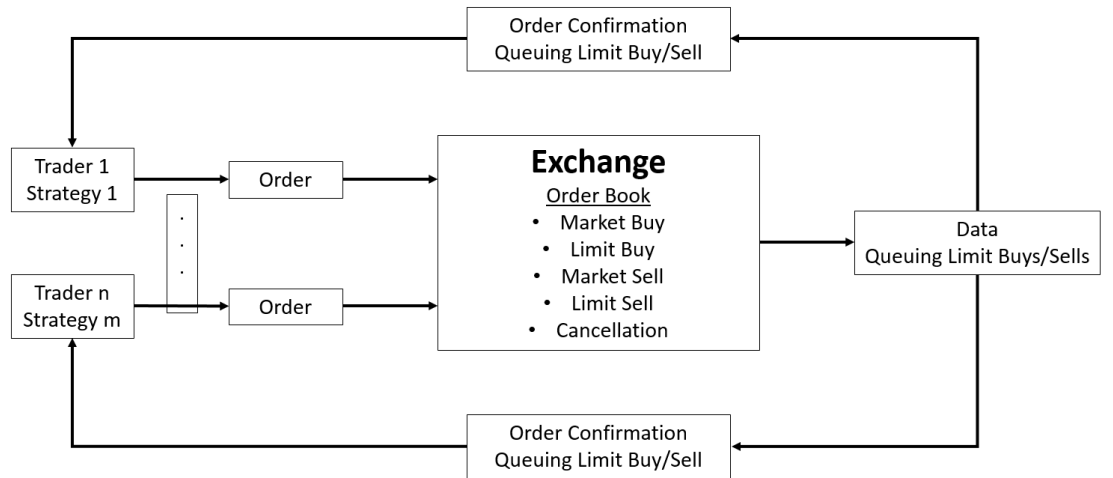 Order Confirmation
Queuing Limit Buy/Sell
Trader 1
Strategy 1
Order
.
.
.
Trader n
Strategy m
Order
Exchange
Order Book
• Market Buy
• Limit Buy
• Market Sell
• Limit Sell
• Cancellation
Data
Queuing Limit Buys/Sells
Order Confirmation
Queuing Limit Buy/Sell